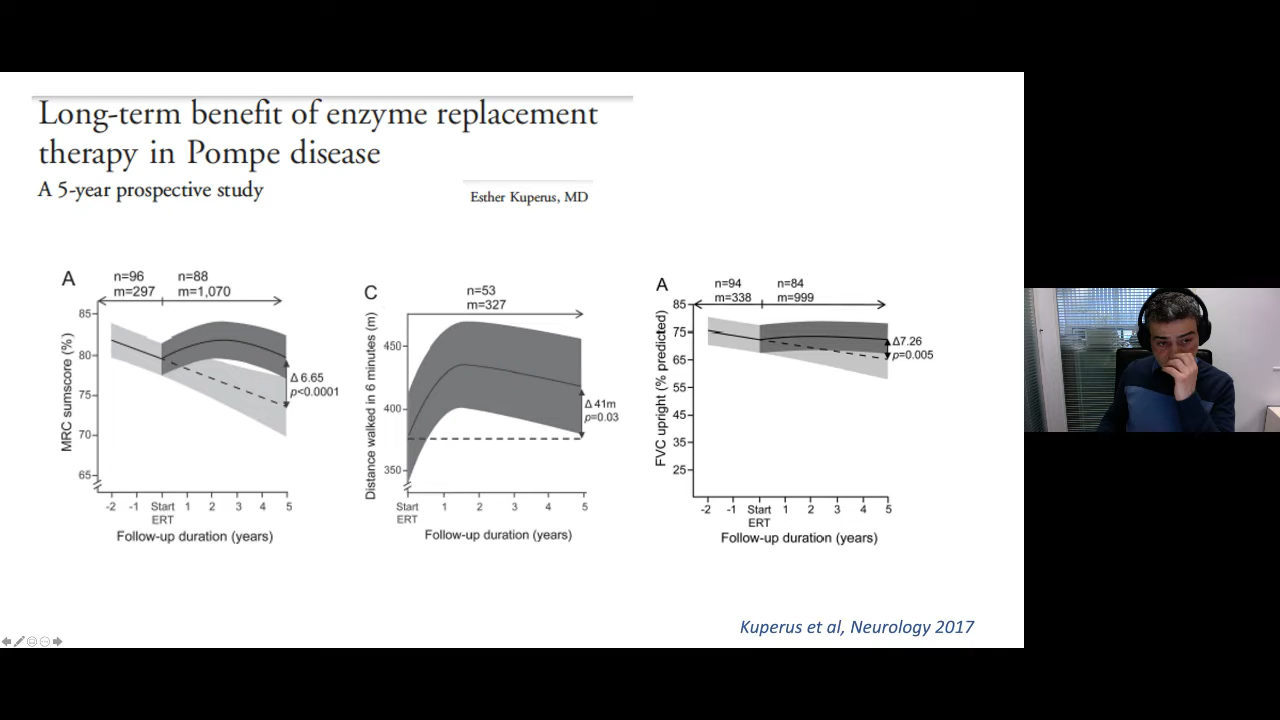 Long-term benefit of enzyme replacement
therapy in Pompe disease
A 5-year prospective study
Esther Kuperus, MD
A
n=96 n=88
m=297 m=1,070
85
80
75
70
65
MRC sumscore (%)
Δ 6.65
p<0.0001
-2 -1 Start 1 2 3 4 5
ERT
Follow-up duration (years)
C
n=53
m=327
450
400
350
Distance walked in 6 minutes (m)
Δ 41m
p=0.03
Start 1 2 3 4 5
ERT
Follow-up duration (years)
A
n=94 n=84
m=338 m=999
85
75
65
55
45
35
25
FVC upright (% predicted)
Δ7.26
p=0.005
-2 -1 Start 1 2 3 4 5
ERT
Follow-up duration (years)
Kuperus et al, Neurology 2017